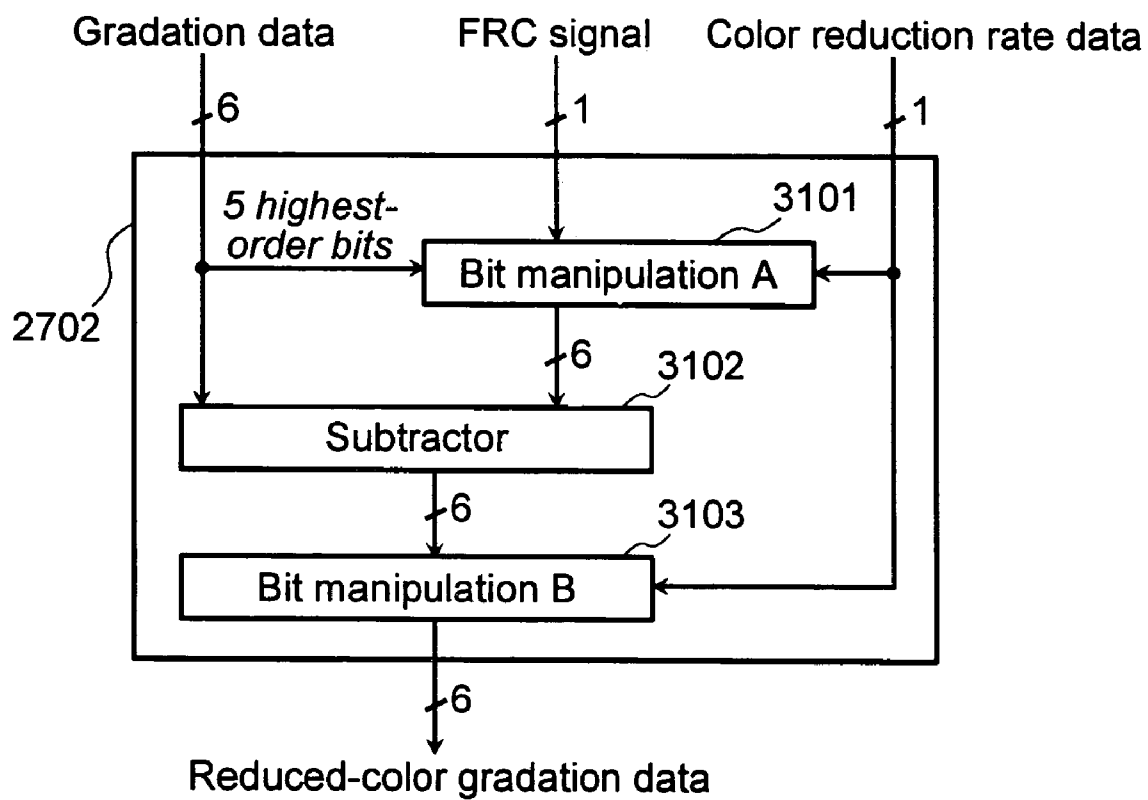 Gradation data
FRC signal
Color reduction rate data
6
1
1
5 highest-
order bits
3101
Bit manipulation A
2702
6
3102
Subtractor
6
3103
Bit manipulation B
6
Reduced-color gradation data